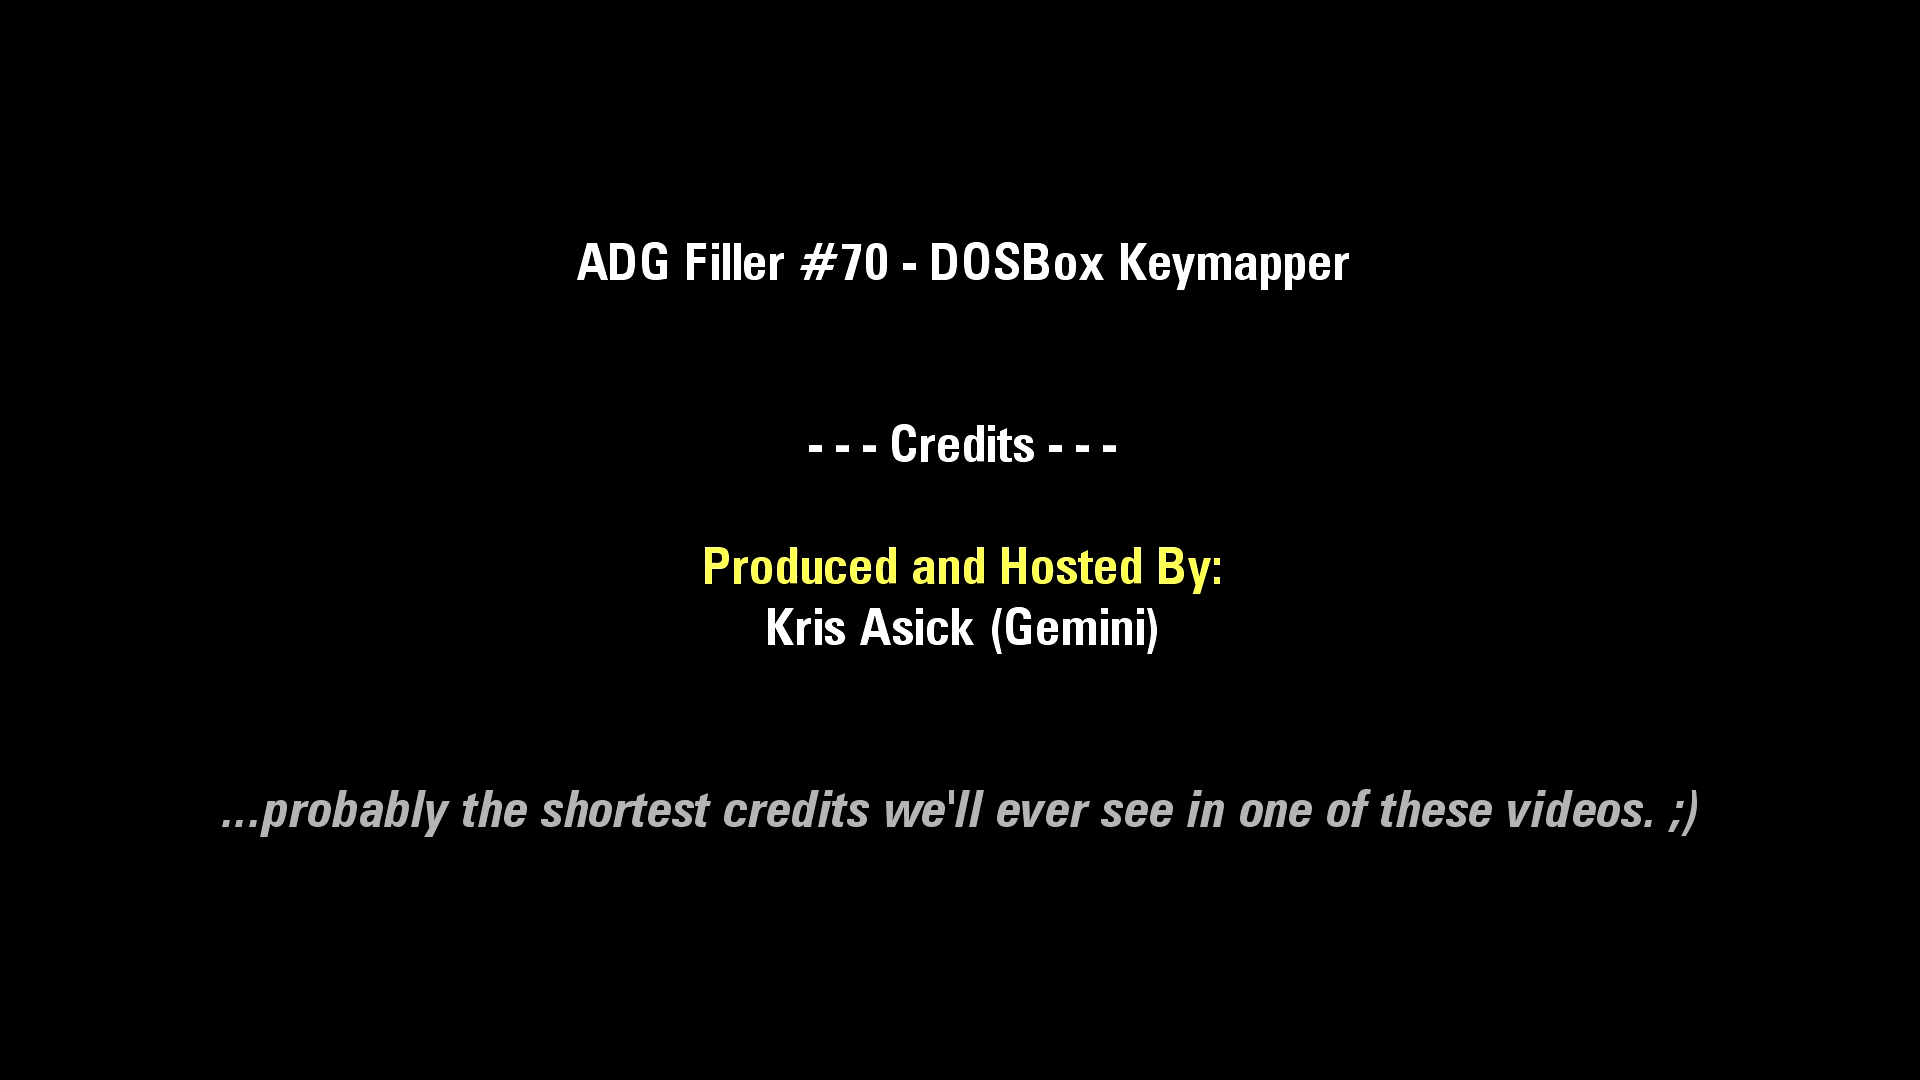 ADG Filler #70 - DOSBox Keymapper
- - - Credits - - -
Produced and Hosted By:
Kris Asick (Gemini)
...probably the shortest credits we'll ever see in one of these videos. ;)